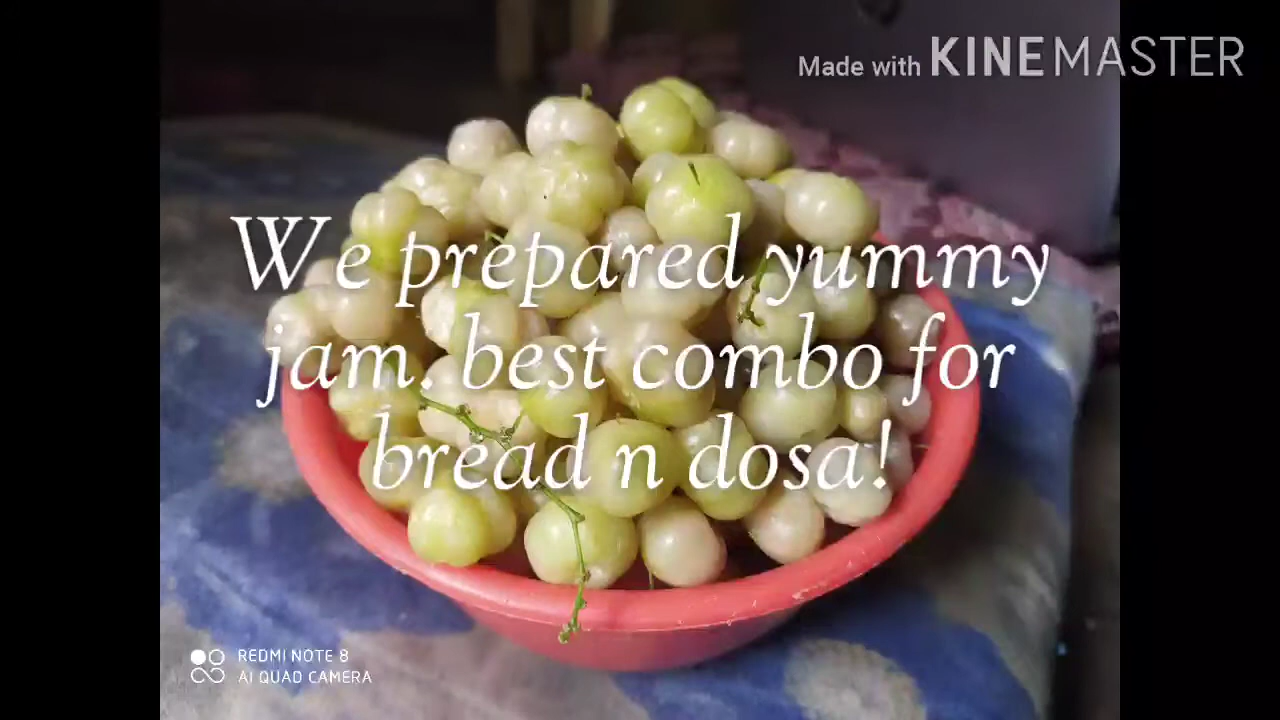 Made with KINEMASTER
We prepared yummy
jam. best combo for
bread n dosa!
REDMI NOTE 8
AI QUAD CAMERA